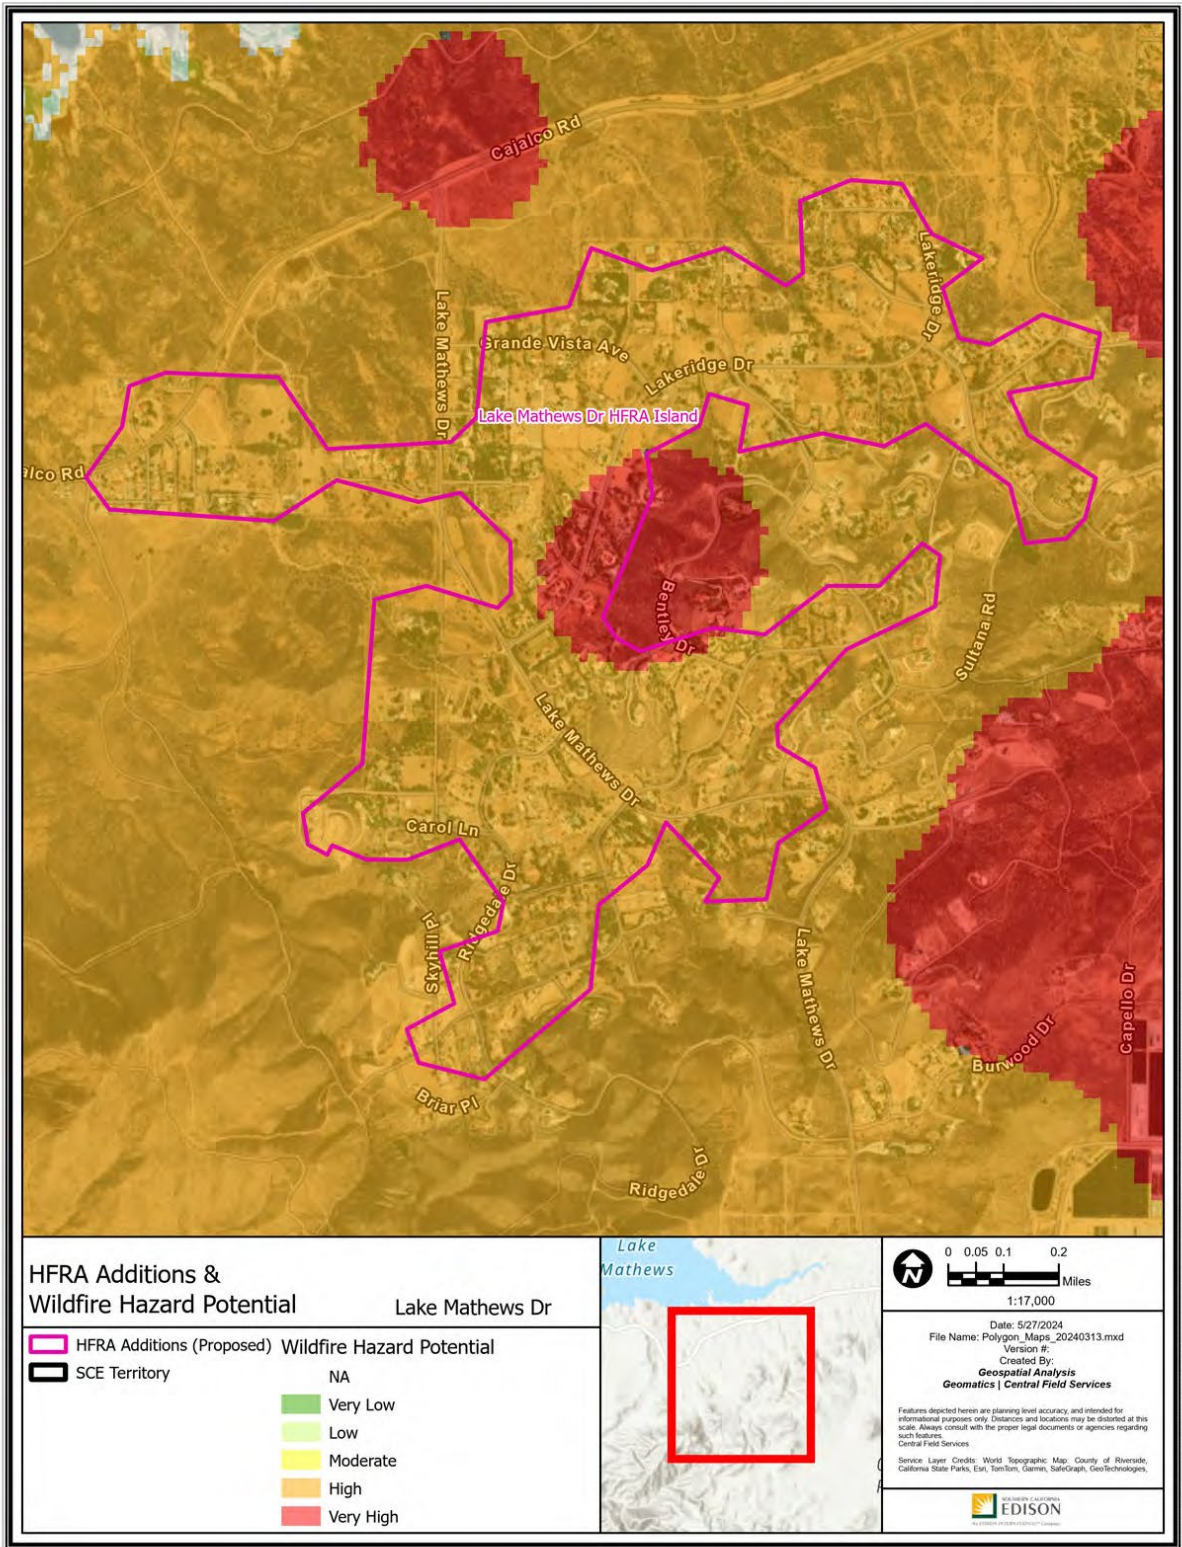 Cajalco Rd
Lakeridge Dr
Lake Mathews Dr
Grande Vista Ave
Lakeridge Dr
Lake Mathews Dr HFRA Island
alco Rd
Bentley Dr
Sultana Rd
Lake Mathews Dr
Carol Ln
Ridgedale Dr
Skyhill Pl
Lake Mathews Dr
Capello Dr
Burwood Dr
Briar Pl
Ridgedale Dr
HFRA Additions &
Wildfire Hazard Potential
Lake Mathews Dr
HFRA Additions (Proposed)
SCE Territory
Wildfire Hazard Potential
NA
Very Low
Low
Moderate
High
Very High
Lake
Mathews
N
0 0.05 0.1 0.2
Miles
1:17,000
Date: 5/27/2024
File Name: Polygon_Maps_20240313.mxd
Version #:
Created By:
Geospatial Analysis
Geomatics | Central Field Services
Features depicted herein are planning level accuracy, and intended for
informational purposes only. Distances and locations may be distorted at this
scale. Always consult with the proper legal documents or agencies regarding
such features.
Central Field Services
Service Layer Credits: World Topographic Map: County of Riverside,
California State Parks, Esri, TomTom, Garmin, SafeGraph, GeoTechnologies,
SOUTHERN CALIFORNIA
EDISON
An EDISON INTERNATIONAL® Company